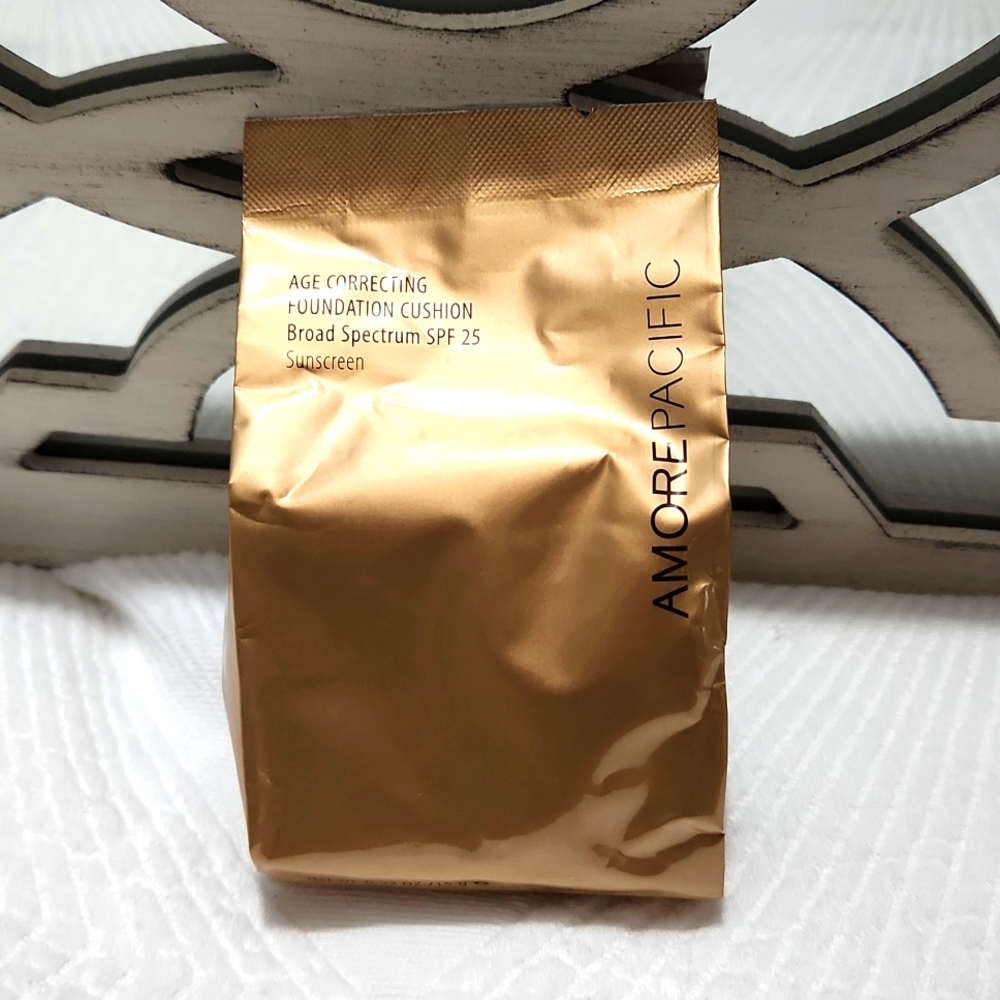 AGE CORRECTING
FOUNDATION CUSHION
Broad Spectrum SPF 25
Sunscreen
AMOREPACIFIC